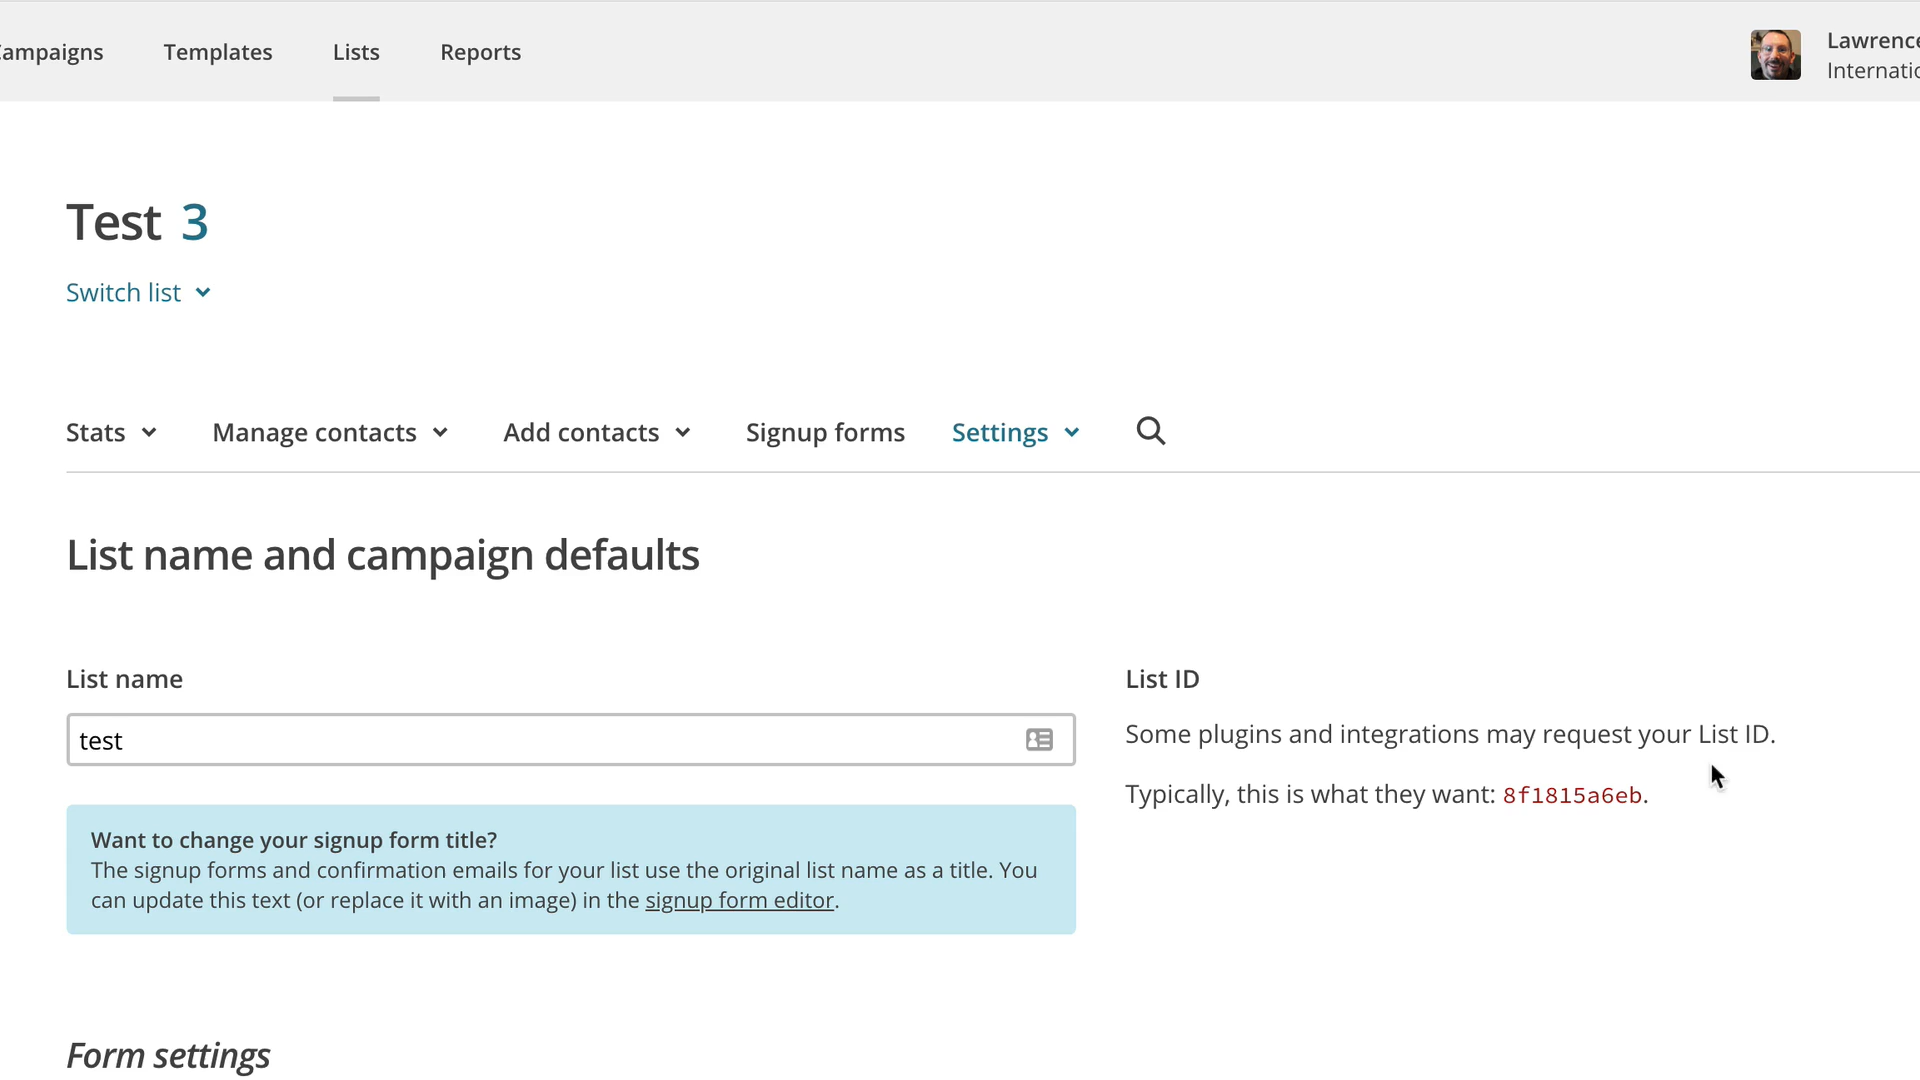 Templates
Lists
Reports
Test 3
Switch list
Stats
Manage contacts
Add contacts
Signup forms
Settings
List name and campaign defaults
List name
test
Want to change your signup form title?
The signup forms and confirmation emails for your list use the original list name as a title. You
can update this text (or replace it with an image) in the signup form editor.
List ID
Some plugins and integrations may request your List ID.
Typically, this is what they want: 8f1815a6eb.
Form settings